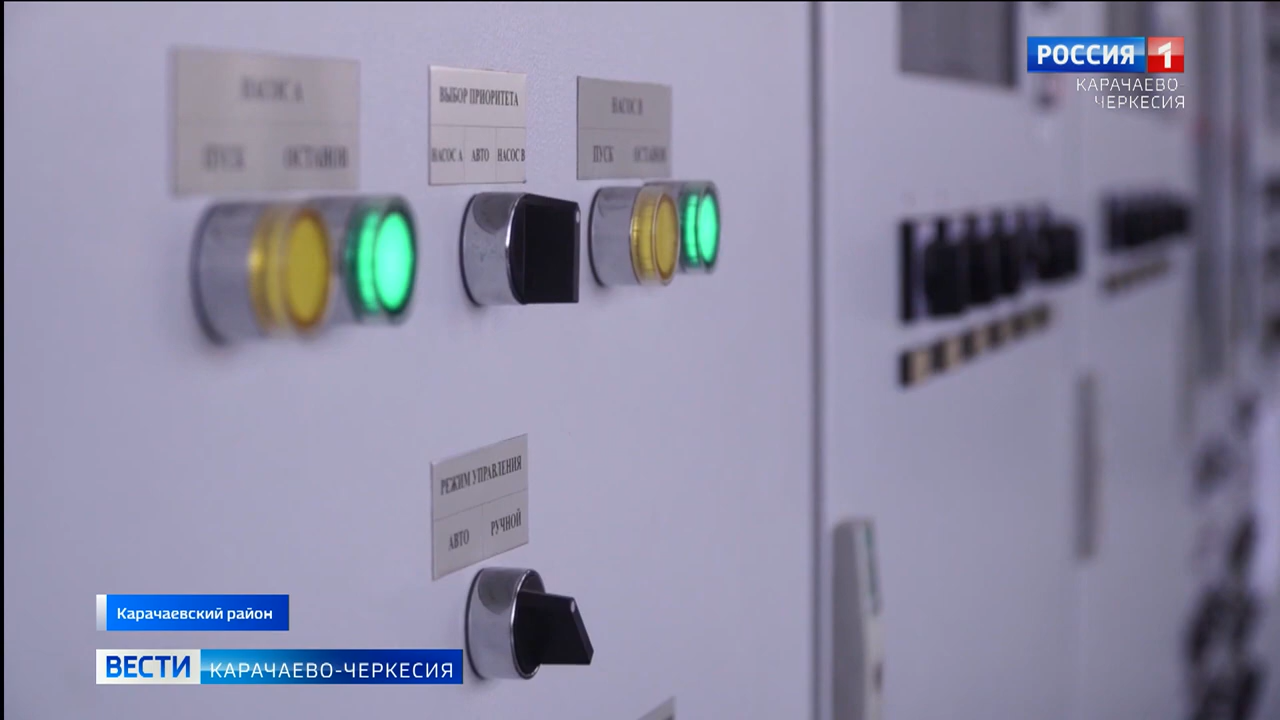 РОССИЯ 1
КАРАЧАЕВО-
ЧЕРКЕСИЯ
НАСОС А
ПУСК ОСТАНОВ
ВЫБОР ПРИОРИТЕТА
НАСОС А АВТО НАСОС В
НАСОС В
ПУСК ОСТАНОВ
РЕЖИМ УПРАВЛЕНИЯ
АВТО РУЧНОЙ
Карачаевский район
ВЕСТИ КАРАЧАЕВО-ЧЕРКЕСИЯ